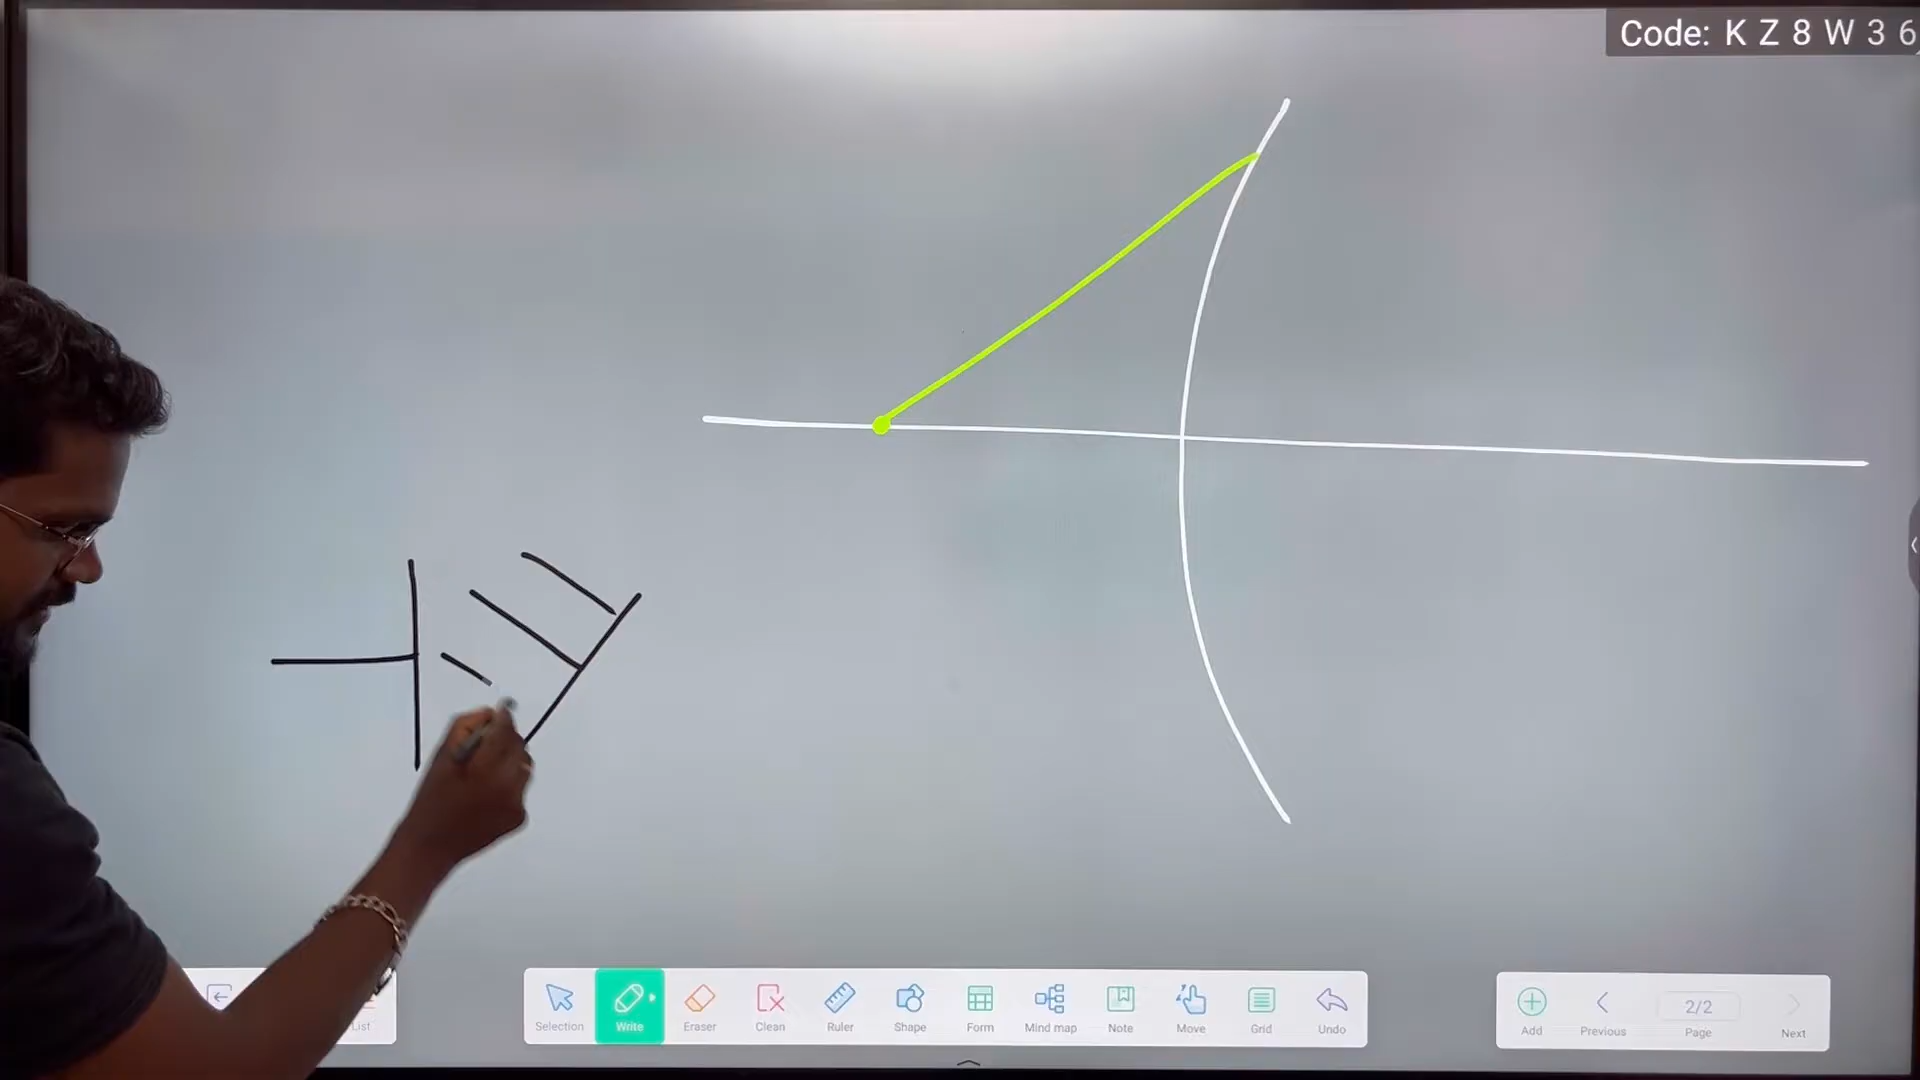 Code: K Z 8 W 3 6
List
Selection
Write
Eraser
Clean
Ruler
Shape
Form
Mind map
Note
Move
Grid
Undo
Add
Previous
2/2
Page
Next